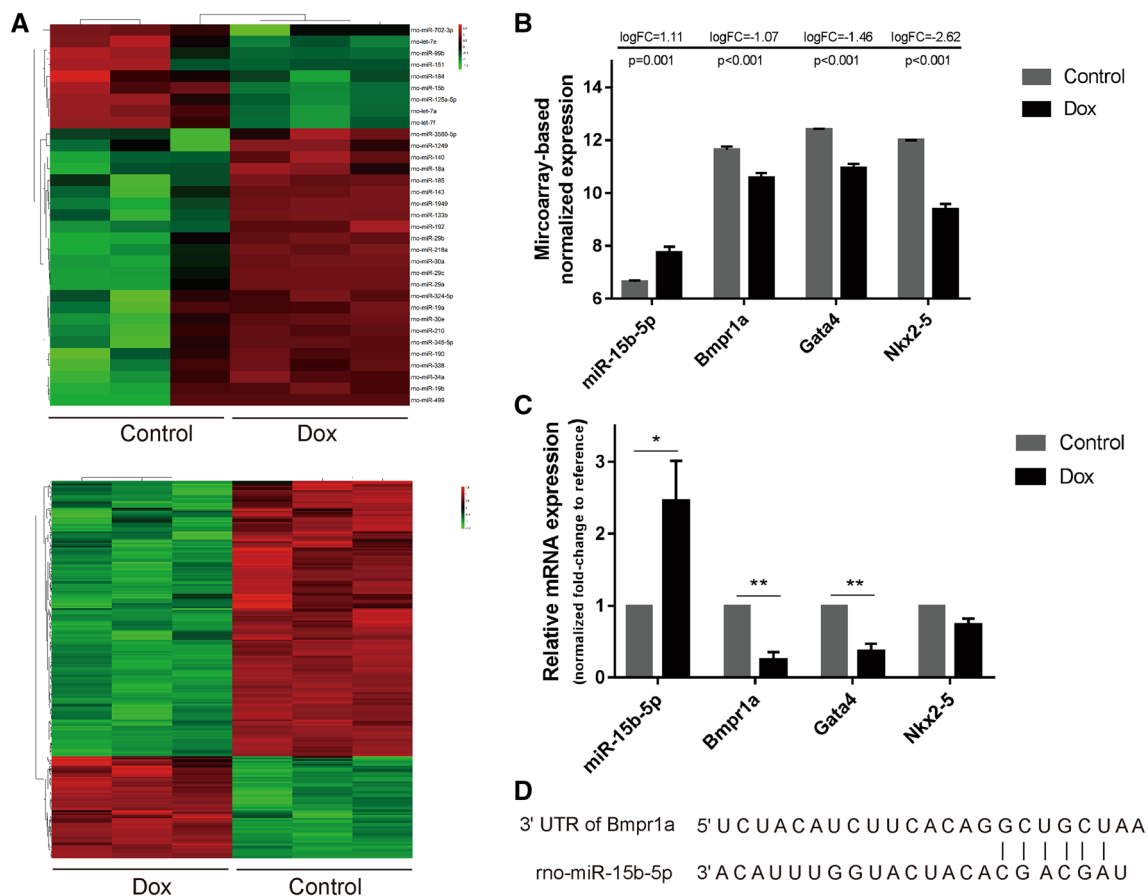 A
rno-miR-702-3p
rno-let-7e
rno-miR-99b
rno-miR-151
rno-miR-184
rno-miR-15b
rno-miR-125a-5p
rno-let-7a
rno-let-7f
rno-miR-3580-5p
rno-miR-1249
rno-miR-140
rno-miR-18a
rno-miR-185
rno-miR-143
rno-miR-1949
rno-miR-133b
rno-miR-192
rno-miR-29b
rno-miR-218a
rno-miR-30a
rno-miR-29c
rno-miR-29a
rno-miR-324-5p
rno-miR-19a
rno-miR-30e
rno-miR-210
rno-miR-345-5p
rno-miR-190
rno-miR-338
rno-miR-34a
rno-miR-19b
rno-miR-499
Control Dox
Dox Control
B
logFC=1.11 logFC=-1.07 logFC=-1.46 logFC=-2.62
p=0.001 p<0.001 p<0.001 p<0.001
Control
Dox
Mircoarray-based
normalized expression
14
12
10
8
6
miR-15b-5p Bmpr1a Gata4 Nkx2-5
C
Control
Dox
Relative mRNA expression
(normalized fold-change to reference)
3
2
1
0
* ** **
miR-15b-5p Bmpr1a Gata4 Nkx2-5
D
3' UTR of Bmpr1a 5' U C U A C A U C U U C A C A G G C U G C U A A
rno-miR-15b-5p 3' A C A U U U G G U A C U A C A C G A C G A U